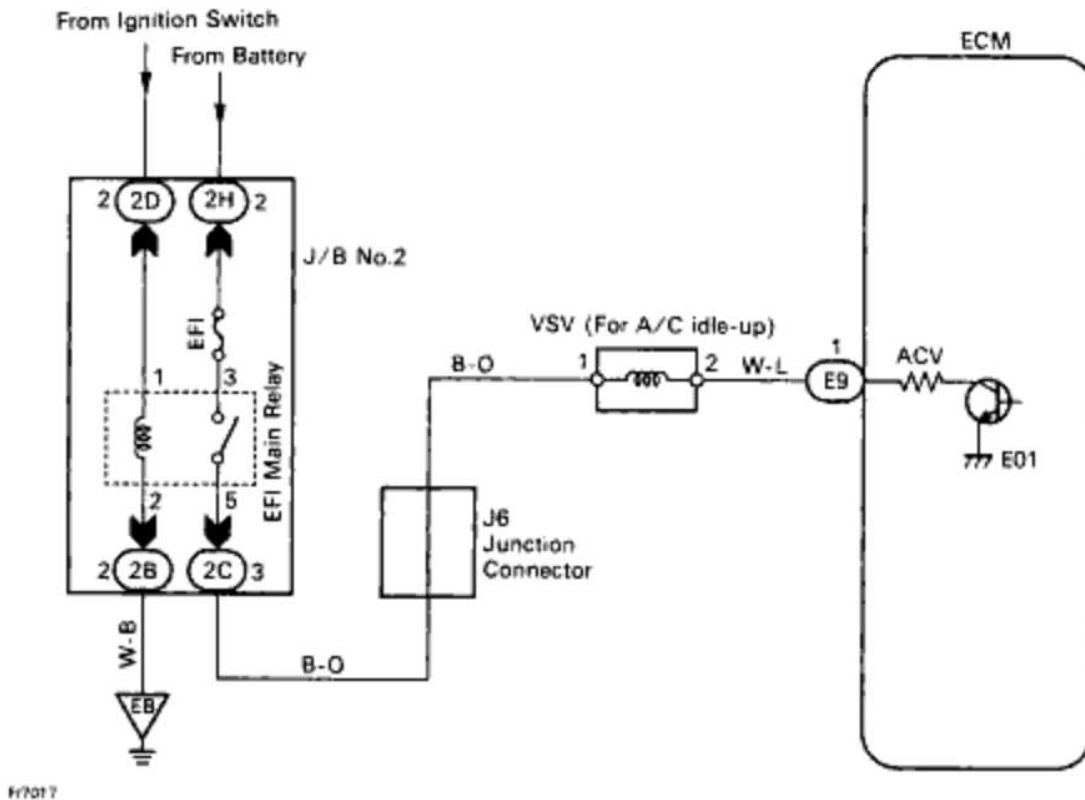 From Ignition Switch
From Battery
ECM
2 2D 2H 2
J/B No.2
EFI
VSV (For A/C idle-up)
B-O 1 2 W-L 1 E9 ACV
1 3
EFI Main Relay
E01
2 5
J6
Junction
Connector
2 2B 2C 3
W-B
B-O
EB